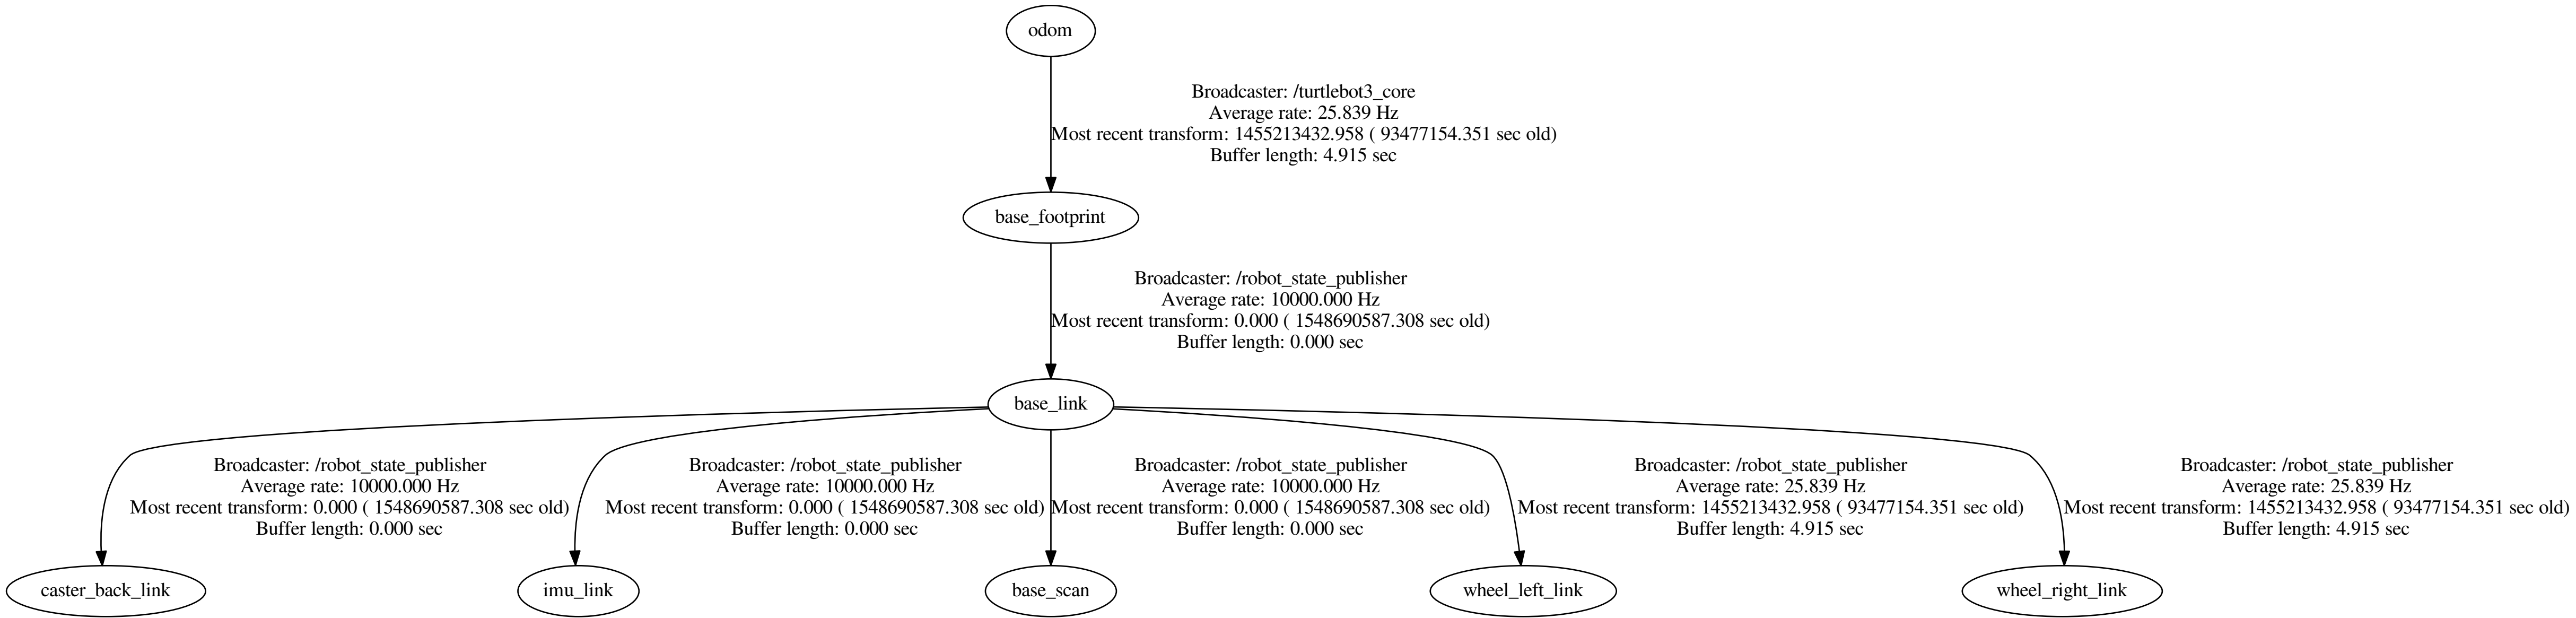 odom
Broadcaster: /turtlebot3_core
Average rate: 25.839 Hz
Most recent transform: 1455213432.958 ( 93477154.351 sec old)
Buffer length: 4.915 sec
base_footprint
Broadcaster: /robot_state_publisher
Average rate: 10000.000 Hz
Most recent transform: 0.000 ( 1548690587.308 sec old)
Buffer length: 0.000 sec
base_link
Broadcaster: /robot_state_publisher
Average rate: 10000.000 Hz
Most recent transform: 0.000 ( 1548690587.308 sec old)
Buffer length: 0.000 sec
Broadcaster: /robot_state_publisher
Average rate: 10000.000 Hz
Most recent transform: 0.000 ( 1548690587.308 sec old)
Buffer length: 0.000 sec
Broadcaster: /robot_state_publisher
Average rate: 10000.000 Hz
Most recent transform: 0.000 ( 1548690587.308 sec old)
Buffer length: 0.000 sec
Broadcaster: /robot_state_publisher
Average rate: 25.839 Hz
Most recent transform: 1455213432.958 ( 93477154.351 sec old)
Buffer length: 4.915 sec
Broadcaster: /robot_state_publisher
Average rate: 25.839 Hz
Most recent transform: 1455213432.958 ( 93477154.351 sec old)
Buffer length: 4.915 sec
caster_back_link
imu_link
base_scan
wheel_left_link
wheel_right_link